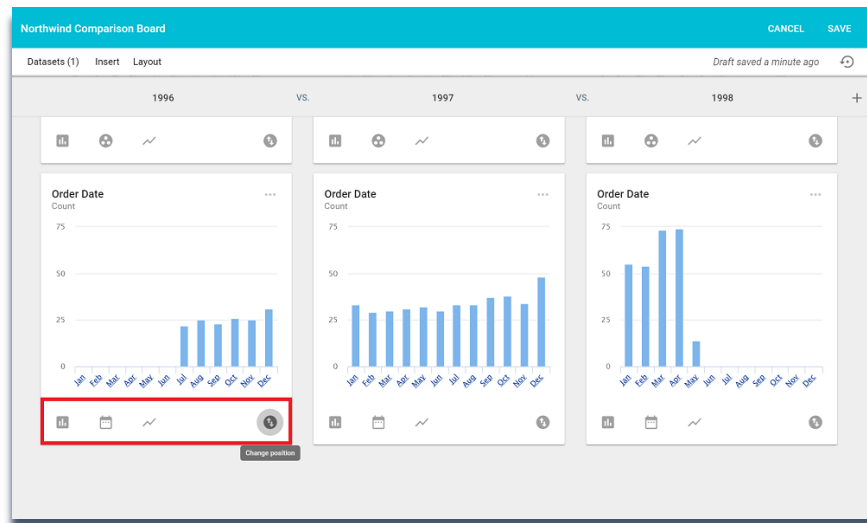 Northwind Comparison Board CANCEL SAVE
Datasets (1) Insert Layout Draft saved a minute ago
1996 VS. 1997 VS. 1998 +
Order Date ... Order Date ... Order Date ...
Count Count Count
75 75 75
50 50 50
25 25 25
0 0 0
Jan Feb Mar Apr May Jun Jul Aug Sep Oct Nov Dec Jan Feb Mar Apr May Jun Jul Aug Sep Oct Nov Dec Jan Feb Mar Apr May Jun Jul Aug Sep Oct Nov Dec
Change position